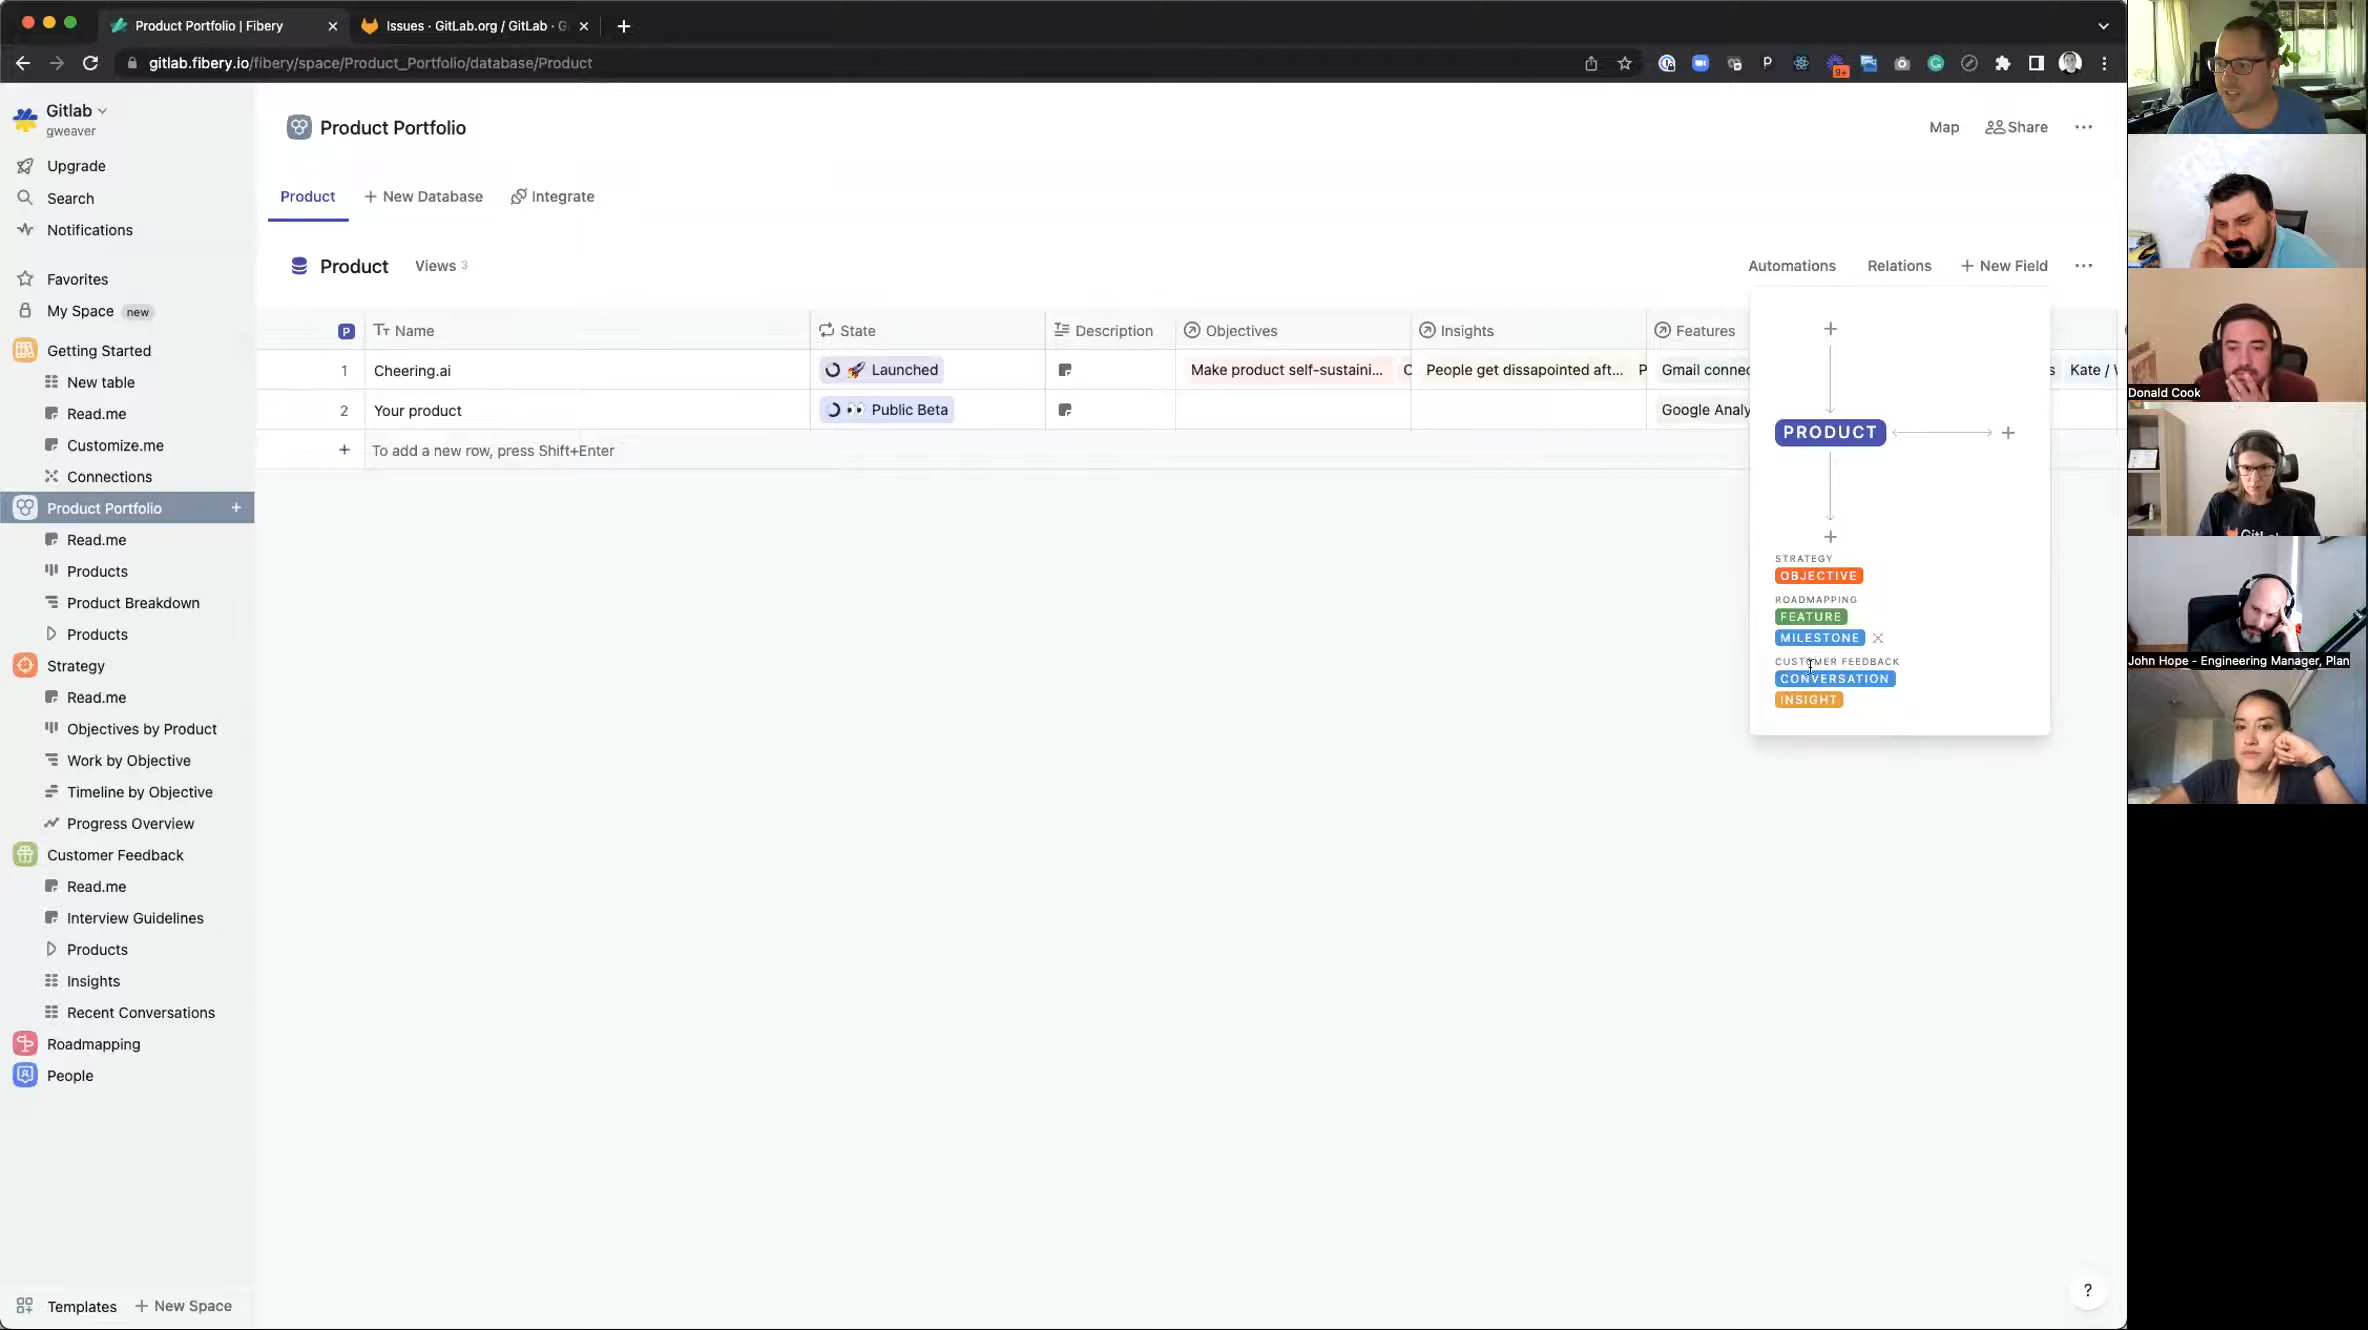 Product Portfolio | Fibery
Issues · GitLab.org / GitLab · G
gitlab.fibery.io/fibery/space/Product_Portfolio/database/Product
9+
Gitlab
gweaver
Upgrade
Search
Notifications
Favorites
My Space new
Getting Started
New table
Read.me
Customize.me
Connections
Product Portfolio
Read.me
Products
Product Breakdown
Products
Strategy
Read.me
Objectives by Product
Work by Objective
Timeline by Objective
Progress Overview
Customer Feedback
Read.me
Interview Guidelines
Products
Insights
Recent Conversations
Roadmapping
People
Templates
+ New Space
Product Portfolio
Map
Share
Product
+ New Database
Integrate
Product
Views 3
Automations
Relations
+ New Field
P
Name
State
Description
Objectives
Insights
Features
1
Cheering.ai
🚀 Launched
Make product self-sustaini...
C
People get dissapointed aft...
P
Gmail connec
s
Kate / V
2
Your product
👀 Public Beta
Google Analy
+
To add a new row, press Shift+Enter
PRODUCT
STRATEGY
OBJECTIVE
ROADMAPPING
FEATURE
MILESTONE
CUSTOMER FEEDBACK
CONVERSATION
INSIGHT
?
Donald Cook
John Hope - Engineering Manager, Plan